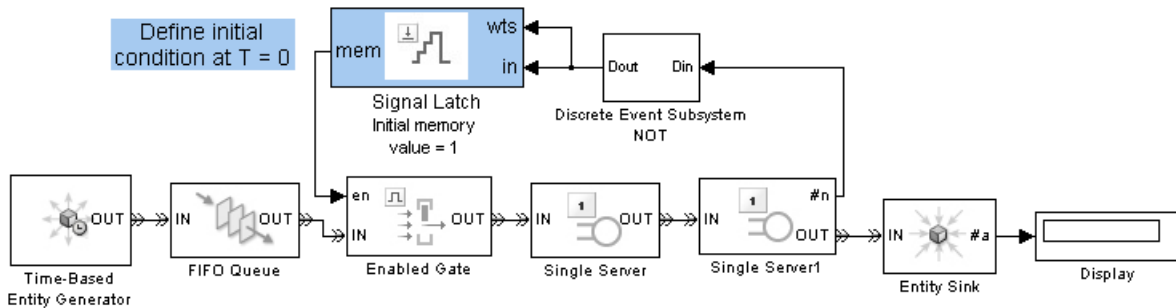 Define initial
condition at T = 0
mem
wts
in
Signal Latch
Initial memory
value = 1
Dout
Din
Discrete Event Subsystem
NOT
OUT
Time-Based
Entity Generator
IN
OUT
FIFO Queue
en
IN
OUT
Enabled Gate
1
IN
OUT
Single Server
1
#n
IN
OUT
Single Server1
IN
#a
Entity Sink
Display